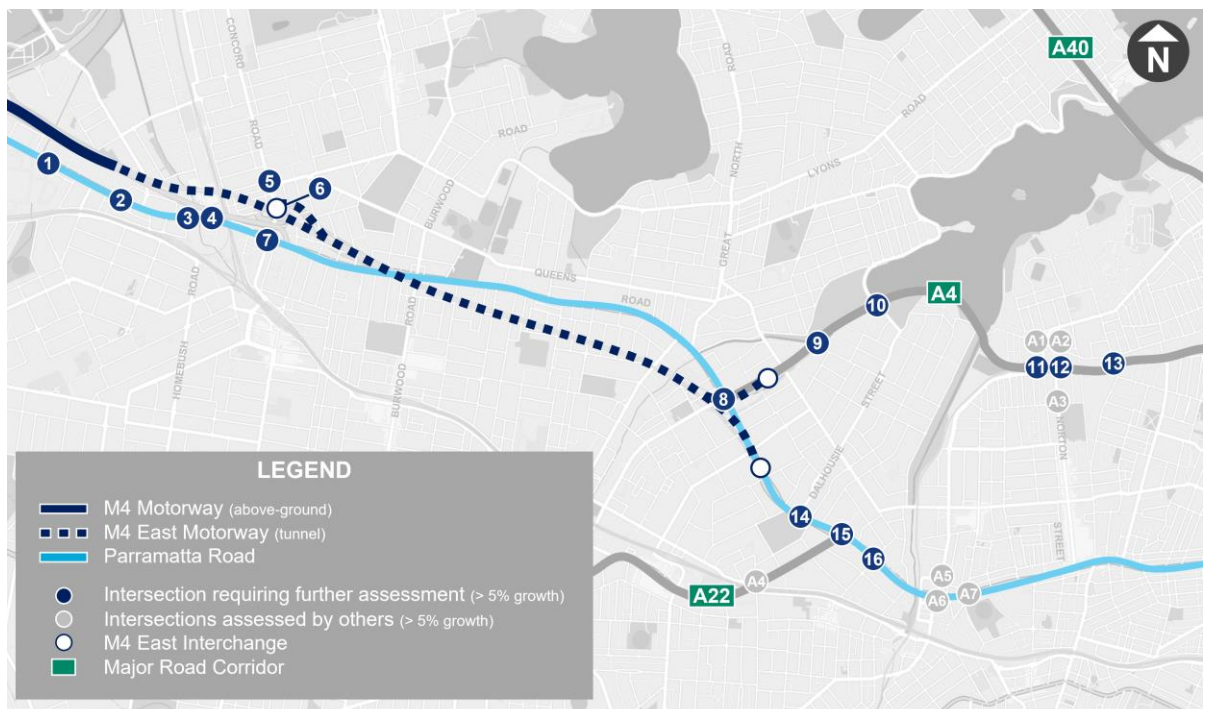 CONCORD
ROAD
A40
N
ROAD
ROAD
ROAD
NORTH
LYONS
BURWOOD
1
2
3
4
5
6
7
GREAT
QUEENS
ROAD
ROAD
ROAD
HOMEBUSH
BURWOOD
10
A4
9
A1
A2
11
12
13
8
STREET
A3
NORTON
STREET
DALHOUSIE
14
15
16
A4
A22
A5
A6
A7
LEGEND
M4 Motorway (above-ground)
M4 East Motorway (tunnel)
Parramatta Road
Intersection requiring further assessment (> 5% growth)
Intersections assessed by others (> 5% growth)
M4 East Interchange
Major Road Corridor